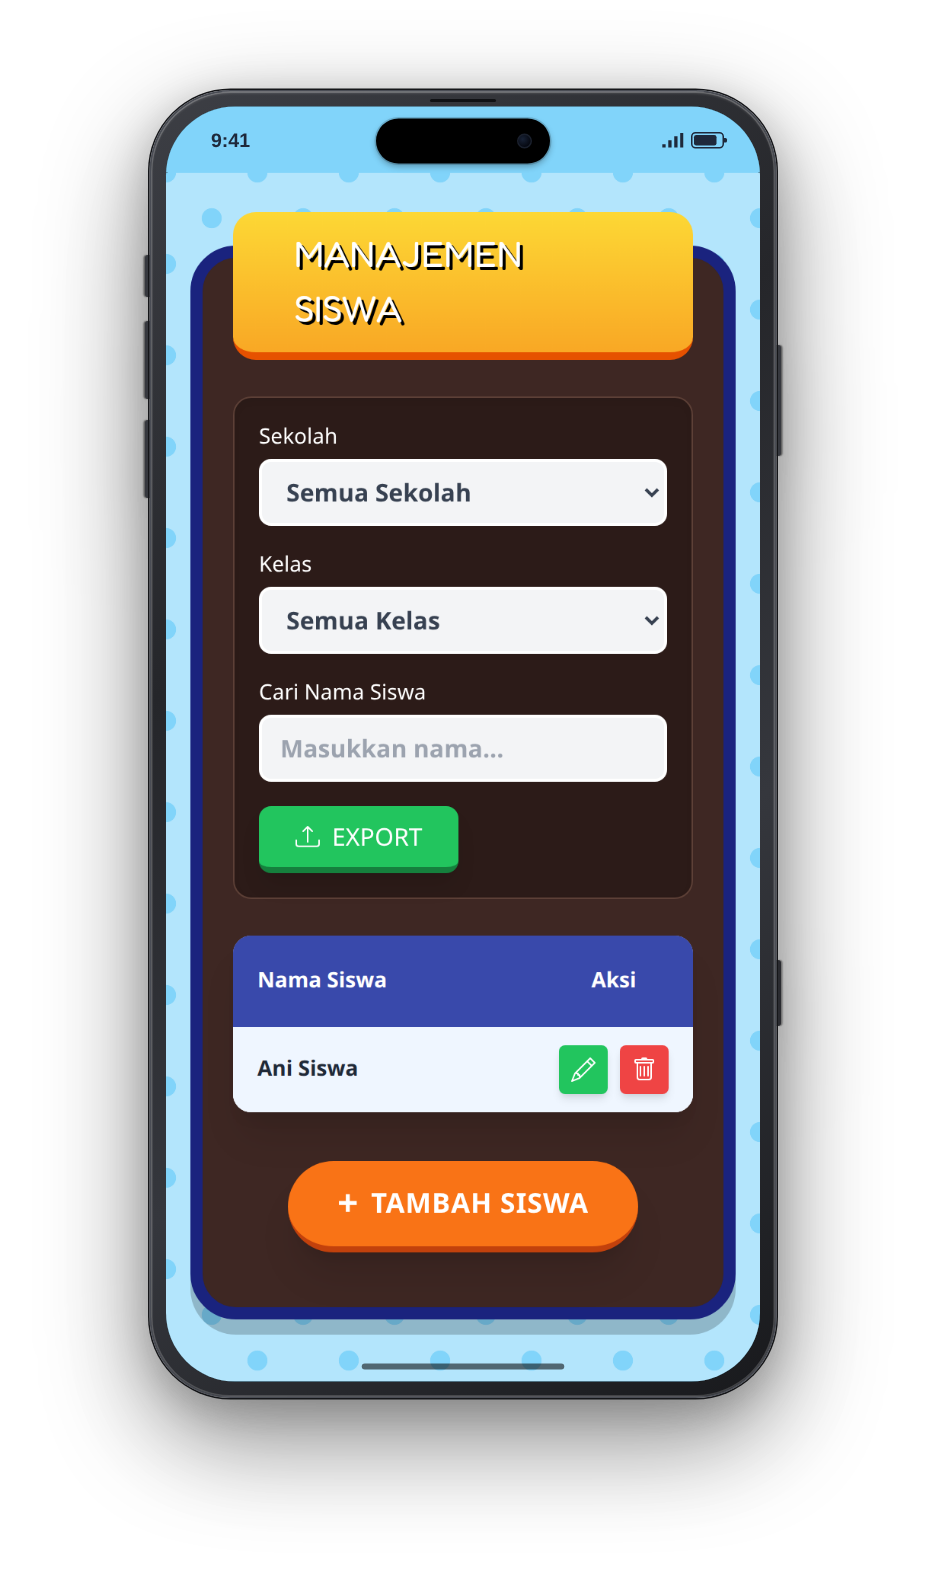 9:41
MANAJEMEN
SISWA
Sekolah
Semua Sekolah
Kelas
Semua Kelas
Cari Nama Siswa
Masukkan nama...
EXPORT
Nama Siswa Aksi
Ani Siswa
+ TAMBAH SISWA